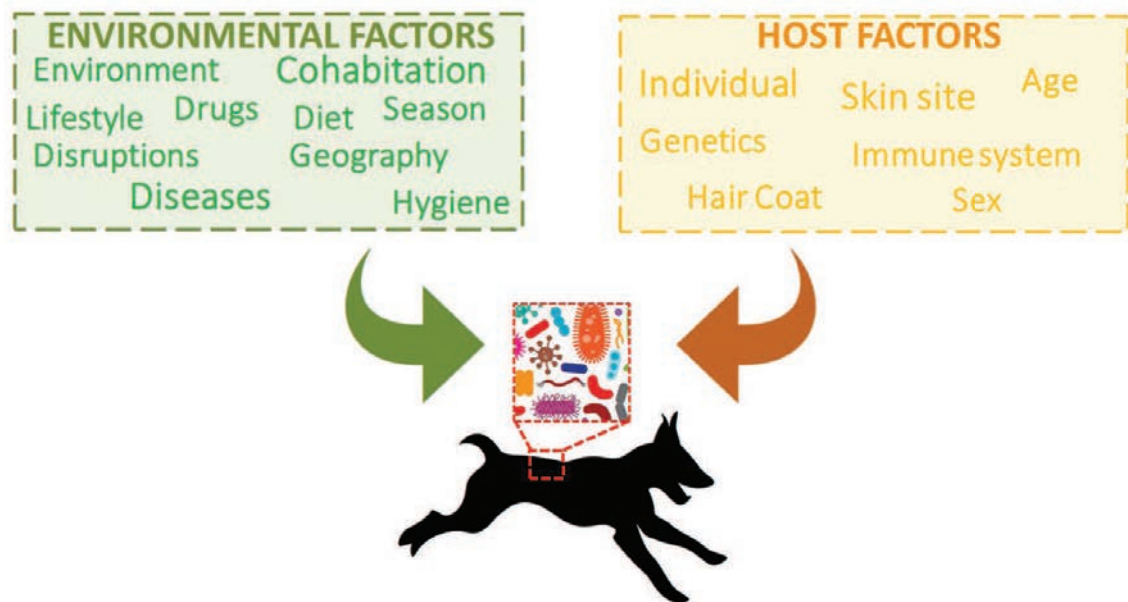 ENVIRONMENTAL FACTORS
Environment Cohabitation
Lifestyle Drugs Diet Season
Disruptions Geography
Diseases Hygiene
HOST FACTORS
Individual Skin site Age
Genetics Immune system
Hair Coat Sex